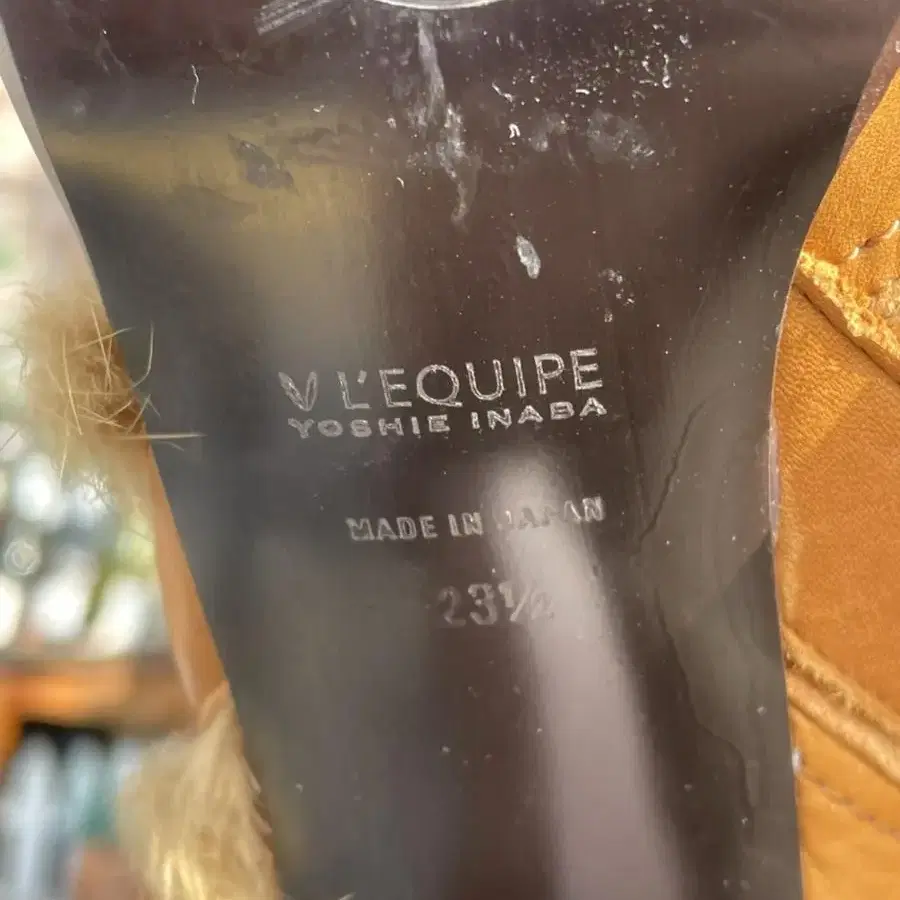 V L'EQUIPE
YOSHIE INABA
MADE IN JAPAN
23½